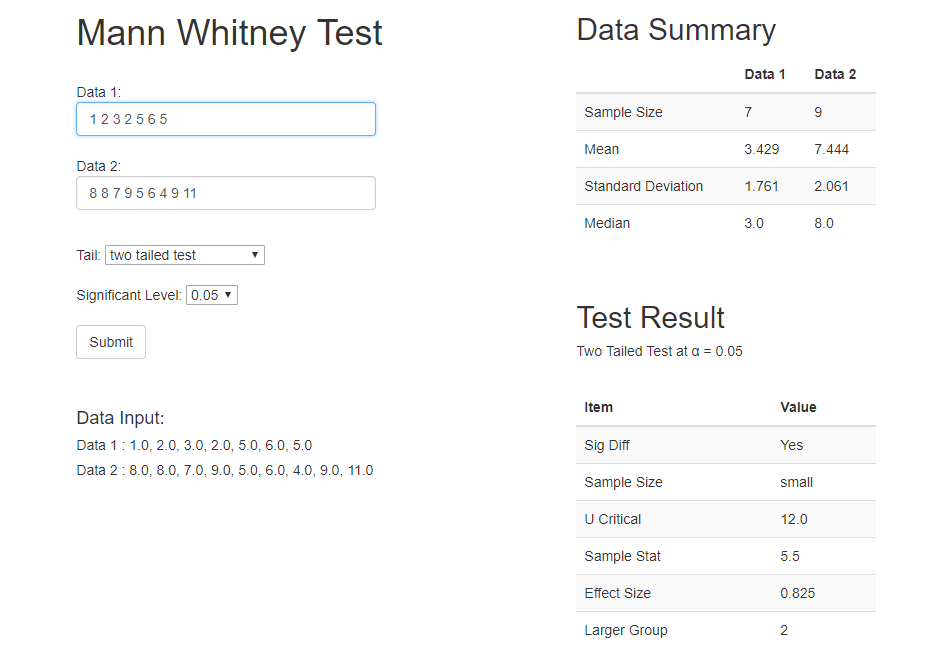 Mann Whitney Test
Data 1:
1 2 3 2 5 6 5
Data 2:
8 8 7 9 5 6 4 9 11
Tail: two tailed test
Significant Level: 0.05
Submit
Data Input:
Data 1 : 1.0, 2.0, 3.0, 2.0, 5.0, 6.0, 5.0
Data 2 : 8.0, 8.0, 7.0, 9.0, 5.0, 6.0, 4.0, 9.0, 11.0
Data Summary
Data 1 Data 2
Sample Size 7 9
Mean 3.429 7.444
Standard Deviation 1.761 2.061
Median 3.0 8.0
Test Result
Two Tailed Test at α = 0.05
Item Value
Sig Diff Yes
Sample Size small
U Critical 12.0
Sample Stat 5.5
Effect Size 0.825
Larger Group 2